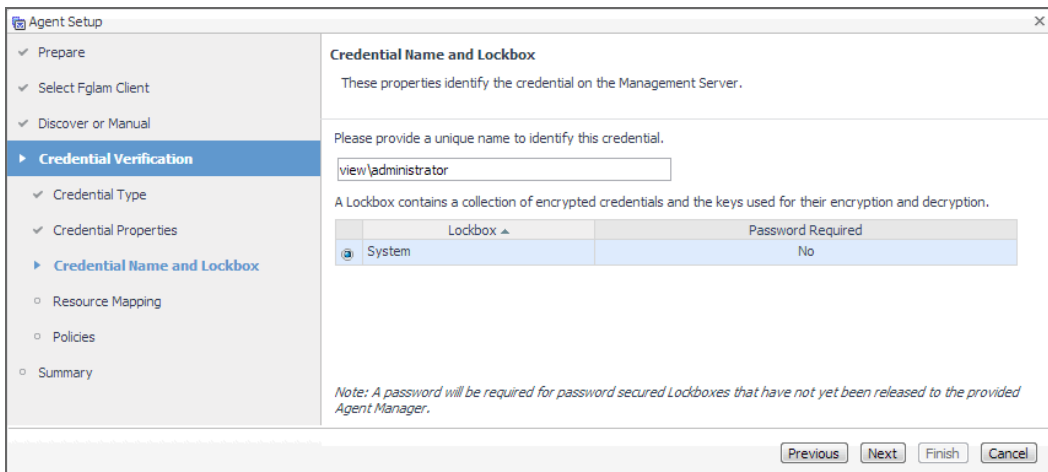 Agent Setup
Prepare
Select Fglam Client
Discover or Manual
Credential Verification
Credential Type
Credential Properties
Credential Name and Lockbox
Resource Mapping
Policies
Summary
Credential Name and Lockbox
These properties identify the credential on the Management Server.
Please provide a unique name to identify this credential.
view\administrator
A Lockbox contains a collection of encrypted credentials and the keys used for their encryption and decryption.
Lockbox Password Required
System No
Note: A password will be required for password secured Lockboxes that have not yet been released to the provided
Agent Manager.
Previous Next Finish Cancel